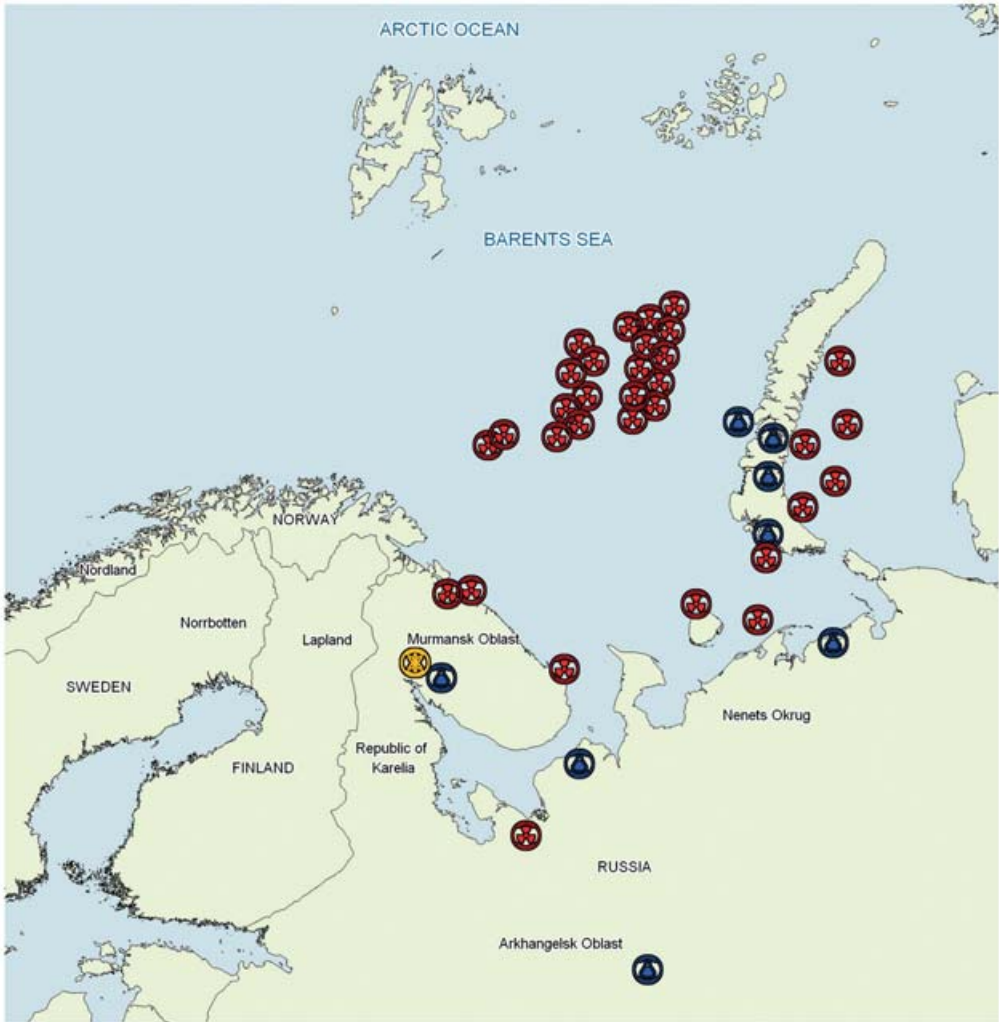 ARCTIC OCEAN
BARENTS SEA
NORWAY
Nordland
Norrbotten
Lapland
Murmansk Oblast
SWEDEN
Nenets Okrug
Republic of
Karelia
FINLAND
RUSSIA
Arkhangelsk Oblast